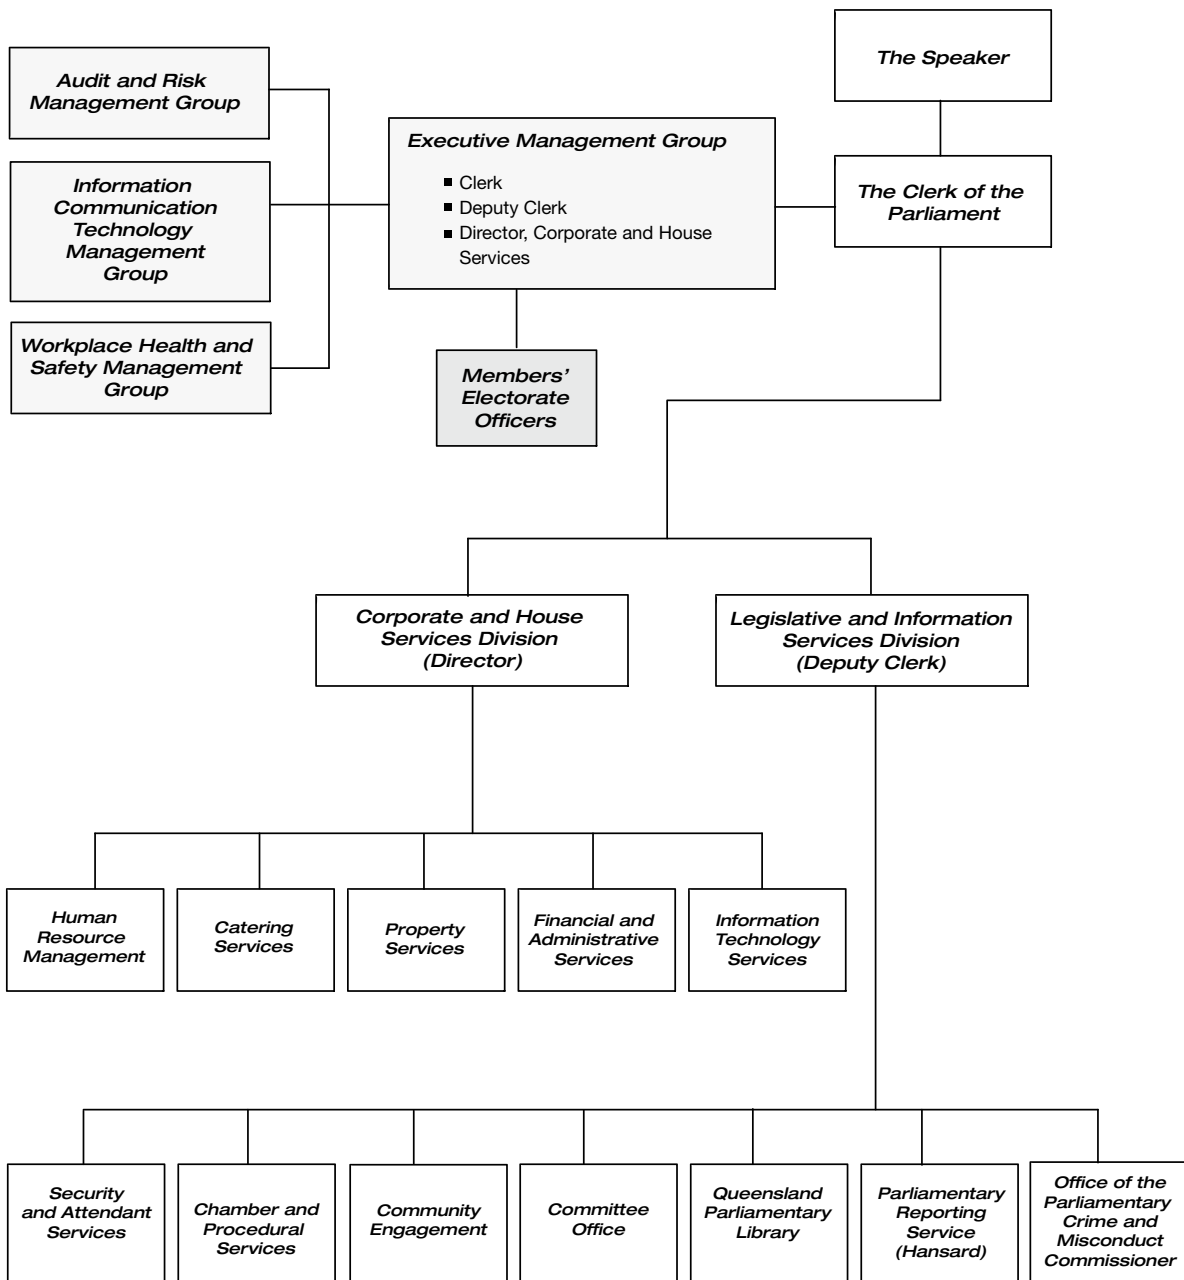 The Speaker
Audit and Risk
Management Group
Executive Management Group
■ Clerk
■ Deputy Clerk
■ Director, Corporate and House
Services
The Clerk of the
Parliament
Information
Communication
Technology
Management
Group
Workplace Health and
Safety Management
Group
Members’
Electorate
Officers
Corporate and House
Services Division
(Director)
Legislative and Information
Services Division
(Deputy Clerk)
Human
Resource
Management
Catering
Services
Property
Services
Financial and
Administrative
Services
Information
Technology
Services
Security
and Attendant
Services
Chamber and
Procedural
Services
Community
Engagement
Committee
Office
Queensland
Parliamentary
Library
Parliamentary
Reporting
Service
(Hansard)
Office of the
Parliamentary
Crime and
Misconduct
Commissioner